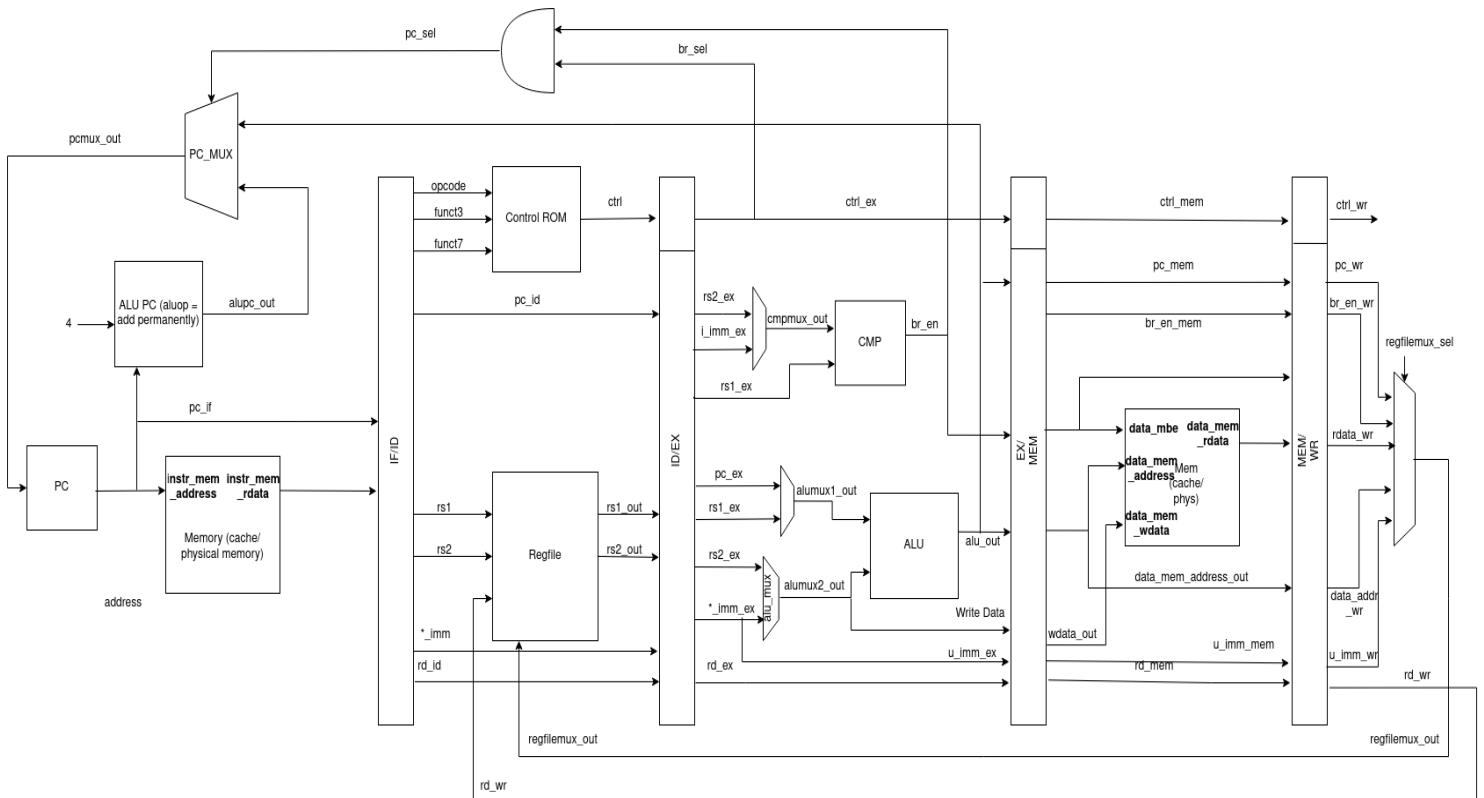 pc_sel
br_sel
pcmux_out
PC_MUX
opcode
funct3
funct7
Control ROM
ctrl
ctrl_ex
ctrl_mem
ctrl_wr
ALU PC (aluop =
add permanently)
4
alupc_out
pc_id
rs2_ex
i_imm_ex
cmpmux_out
CMP
br_en
rs1_ex
pc_mem
br_en_mem
pc_wr
br_en_wr
regfilemux_sel
pc_if
PC
instr_mem
_address
instr_mem
_rdata
Memory (cache/
physical memory)
address
IF/ID
ID/EX
EX/
MEM
MEM/
WR
rs1
rs2
Regfile
rs1_out
rs2_out
pc_ex
rs1_ex
alumux1_out
rs2_ex
*_imm_ex
alu_mux
alumux2_out
ALU
alu_out
Write Data
data_mbe
data_mem
_rdata
data_mem
_address
Mem
(cache/
phys)
data_mem
_wdata
rdata_wr
data_mem_address_out
data_addr
_wr
wdata_out
*_imm
rd_id
rd_ex
u_imm_ex
u_imm_mem
rd_mem
u_imm_wr
rd_wr
regfilemux_out
regfilemux_out
rd_wr